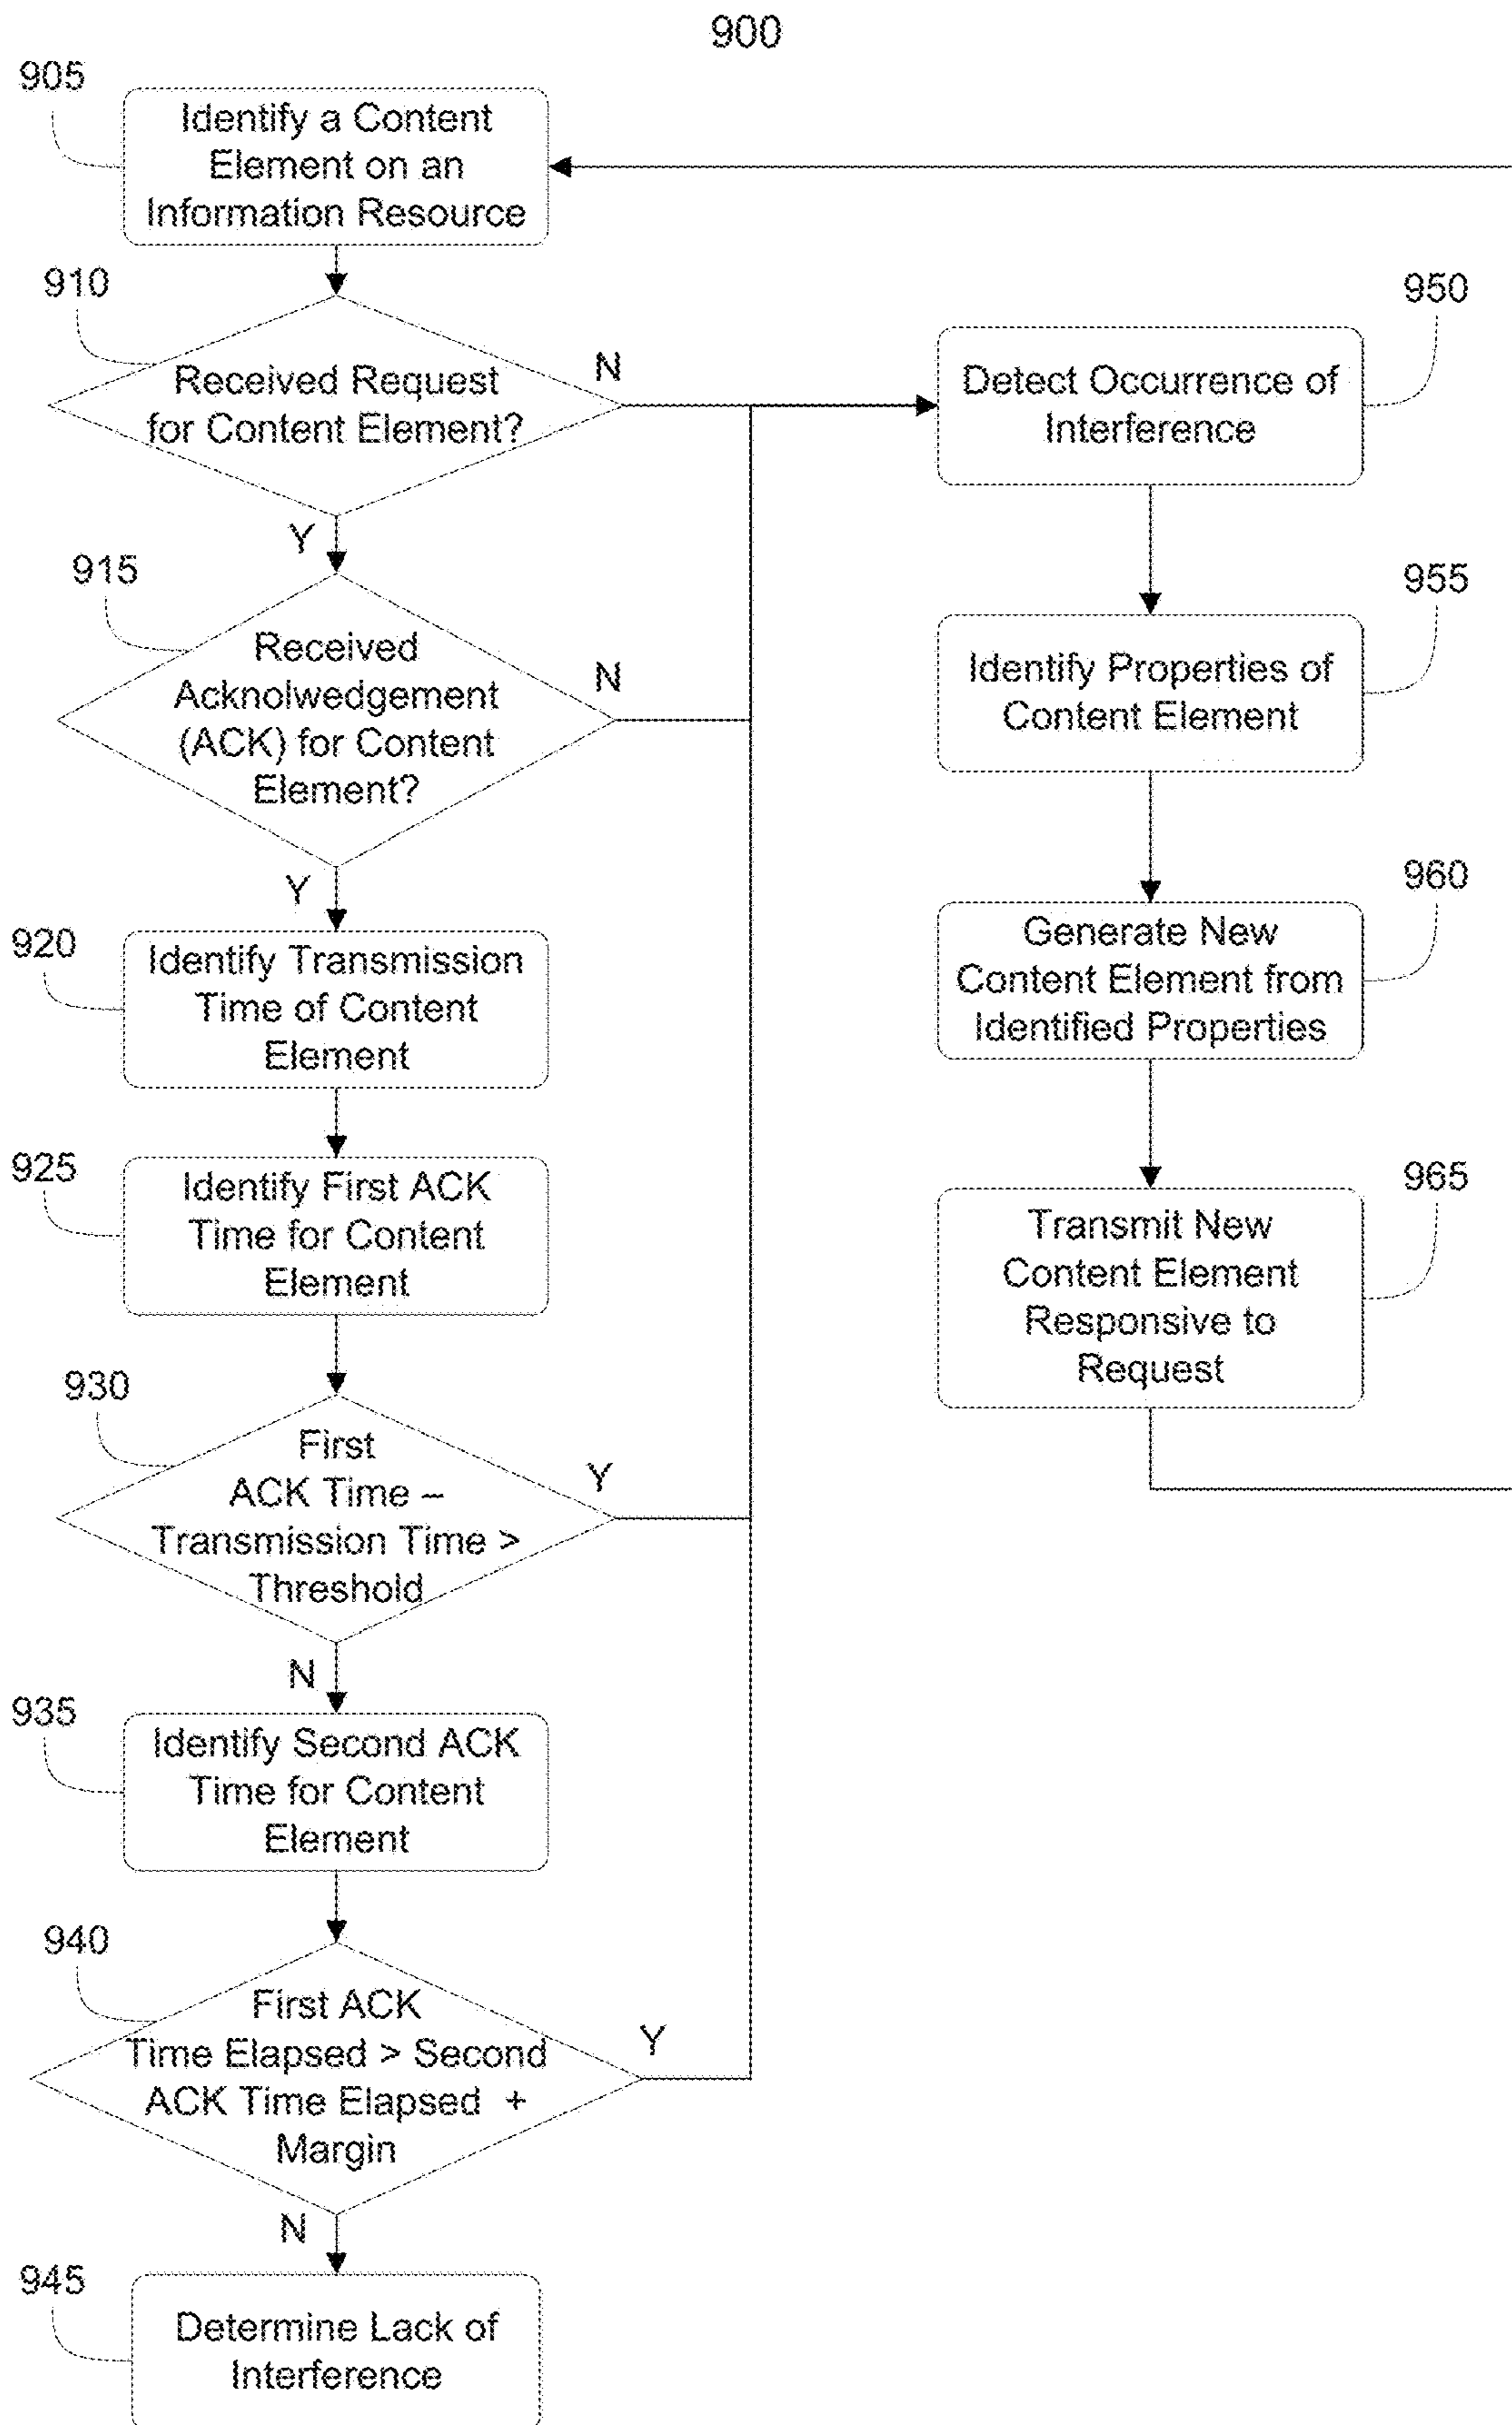 900
905
Identify a Content
Element on an
Information Resource
910
Received Request
for Content Element?
N
Y
915
Received
Acknolwedgement
(ACK) for Content
Element?
N
Y
920
Identify Transmission
Time of Content
Element
925
Identify First ACK
Time for Content
Element
930
First
ACK Time –
Transmission Time >
Threshold
Y
N
935
Identify Second ACK
Time for Content
Element
940
First ACK
Time Elapsed > Second
ACK Time Elapsed +
Margin
Y
N
945
Determine Lack of
Interference
950
Detect Occurrence of
Interference
955
Identify Properties of
Content Element
960
Generate New
Content Element from
Identified Properties
965
Transmit New
Content Element
Responsive to
Request